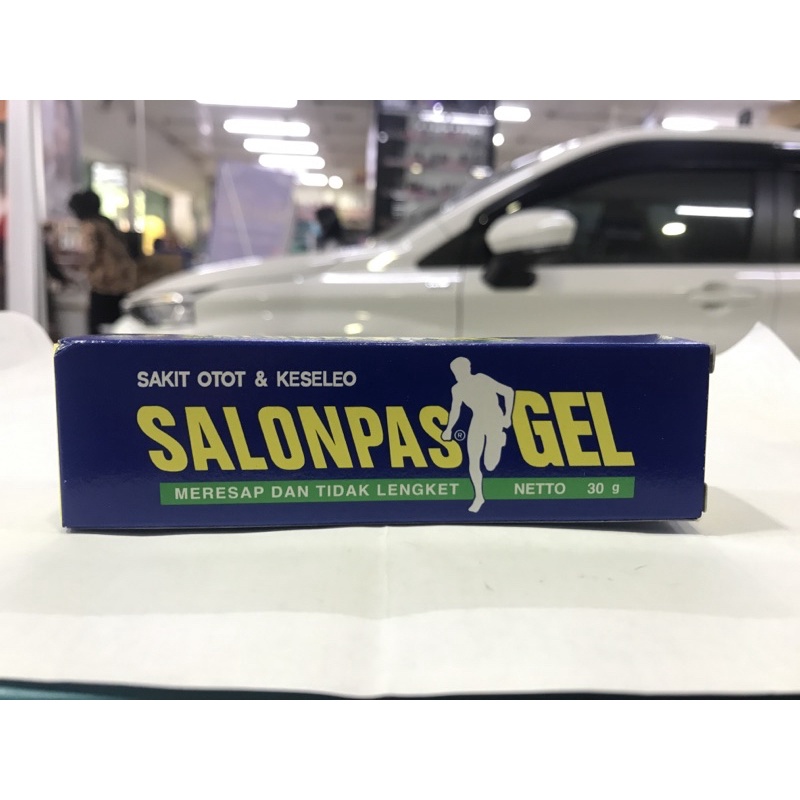 SAKIT OTOT & KESELEO
SALONPAS® GEL
MERESAP DAN TIDAK LENGKET NETTO 30 g